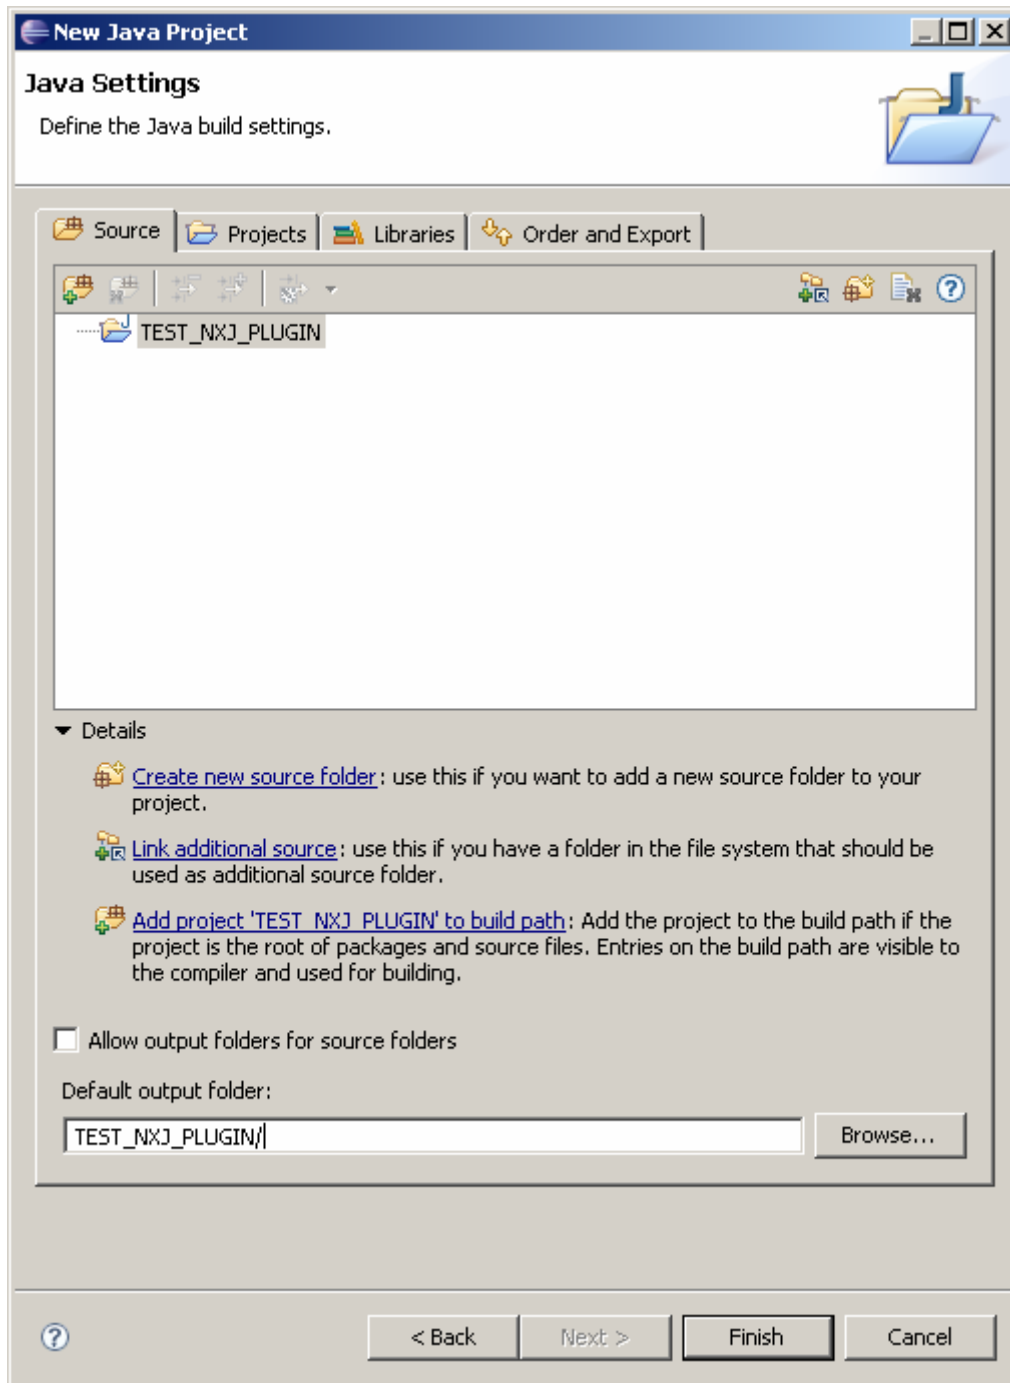 New Java Project
Java Settings
Define the Java build settings.
Source Projects Libraries Order and Export
TEST_NXJ_PLUGIN
Details
Create new source folder: use this if you want to add a new source folder to your
project.
Link additional source: use this if you have a folder in the file system that should be
used as additional source folder.
Add project 'TEST_NXJ_PLUGIN' to build path: Add the project to the build path if the
project is the root of packages and source files. Entries on the build path are visible to
the compiler and used for building.
Allow output folders for source folders
Default output folder:
TEST_NXJ_PLUGIN/
Browse...
< Back Next > Finish Cancel